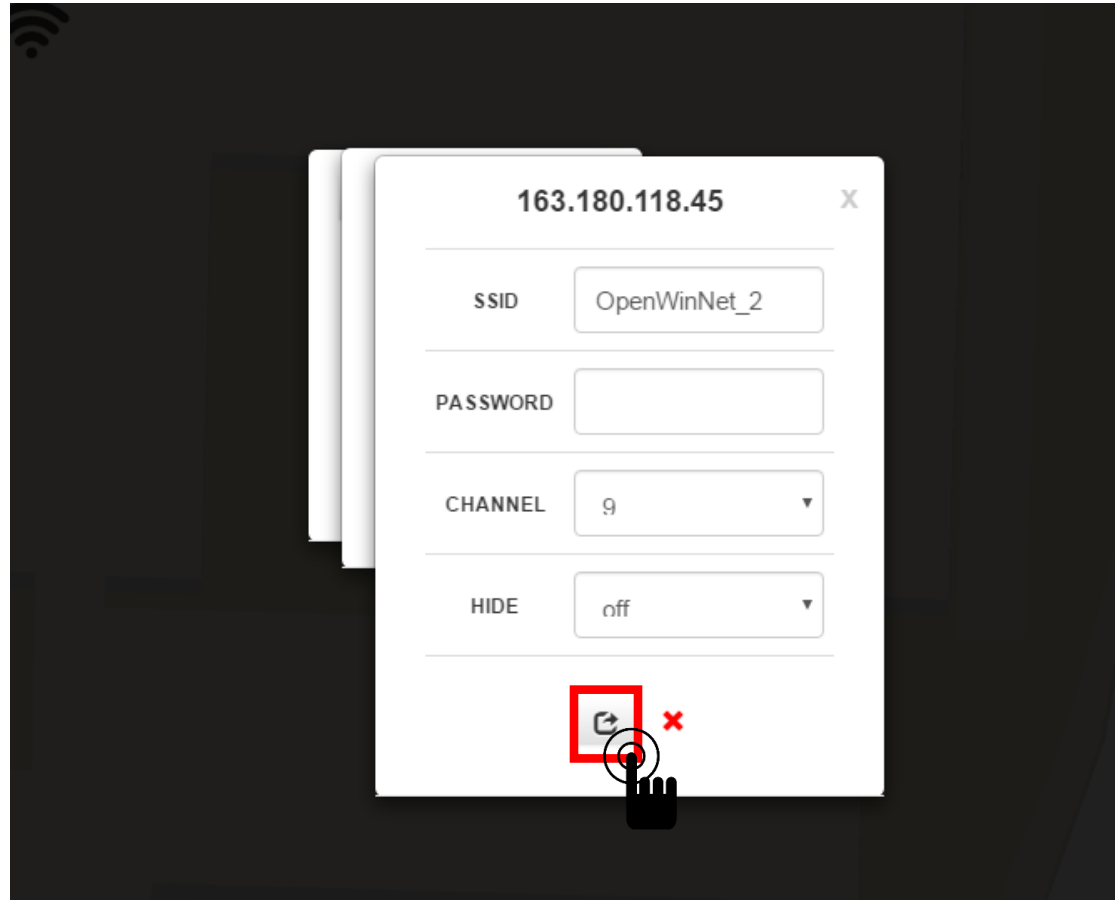 163.180.118.45 X
SSID OpenWinNet_2
PASSWORD
CHANNEL 9
HIDE off